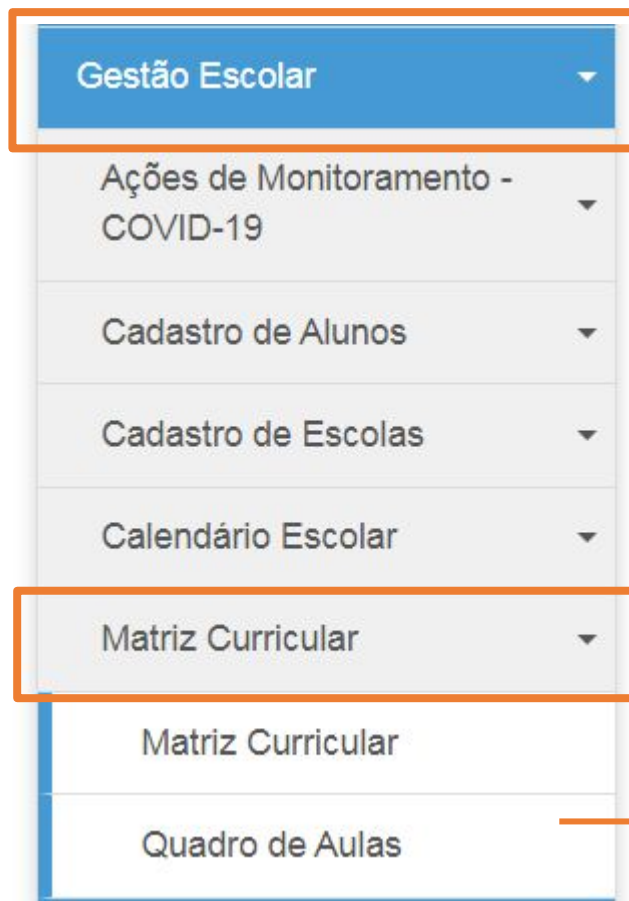 Gestão Escolar
Ações de Monitoramento -
COVID-19
Cadastro de Alunos
Cadastro de Escolas
Calendário Escolar
Matriz Curricular
Matriz Curricular
Quadro de Aulas